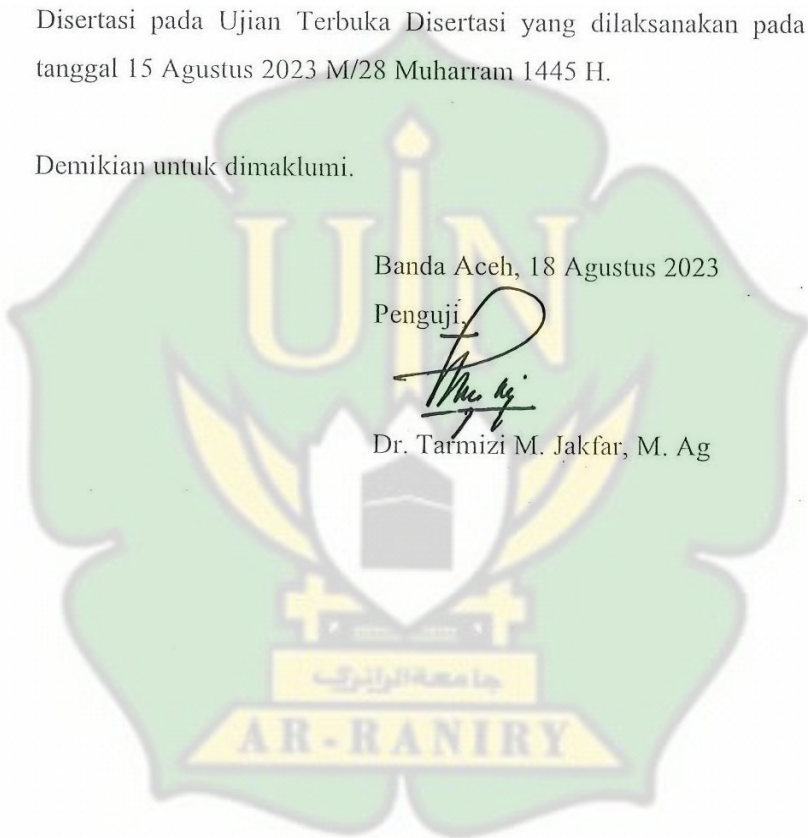 Disertasi pada Ujian Terbuka Disertasi yang dilaksanakan pada
tanggal 15 Agustus 2023 M/28 Muharram 1445 H.
Demikian untuk dimaklumi.
UIN
Banda Aceh, 18 Agustus 2023
Penguji,
Dr. Tarmizi M. Jakfar, M. Ag
جامعة الرانري
AR-RANIRY